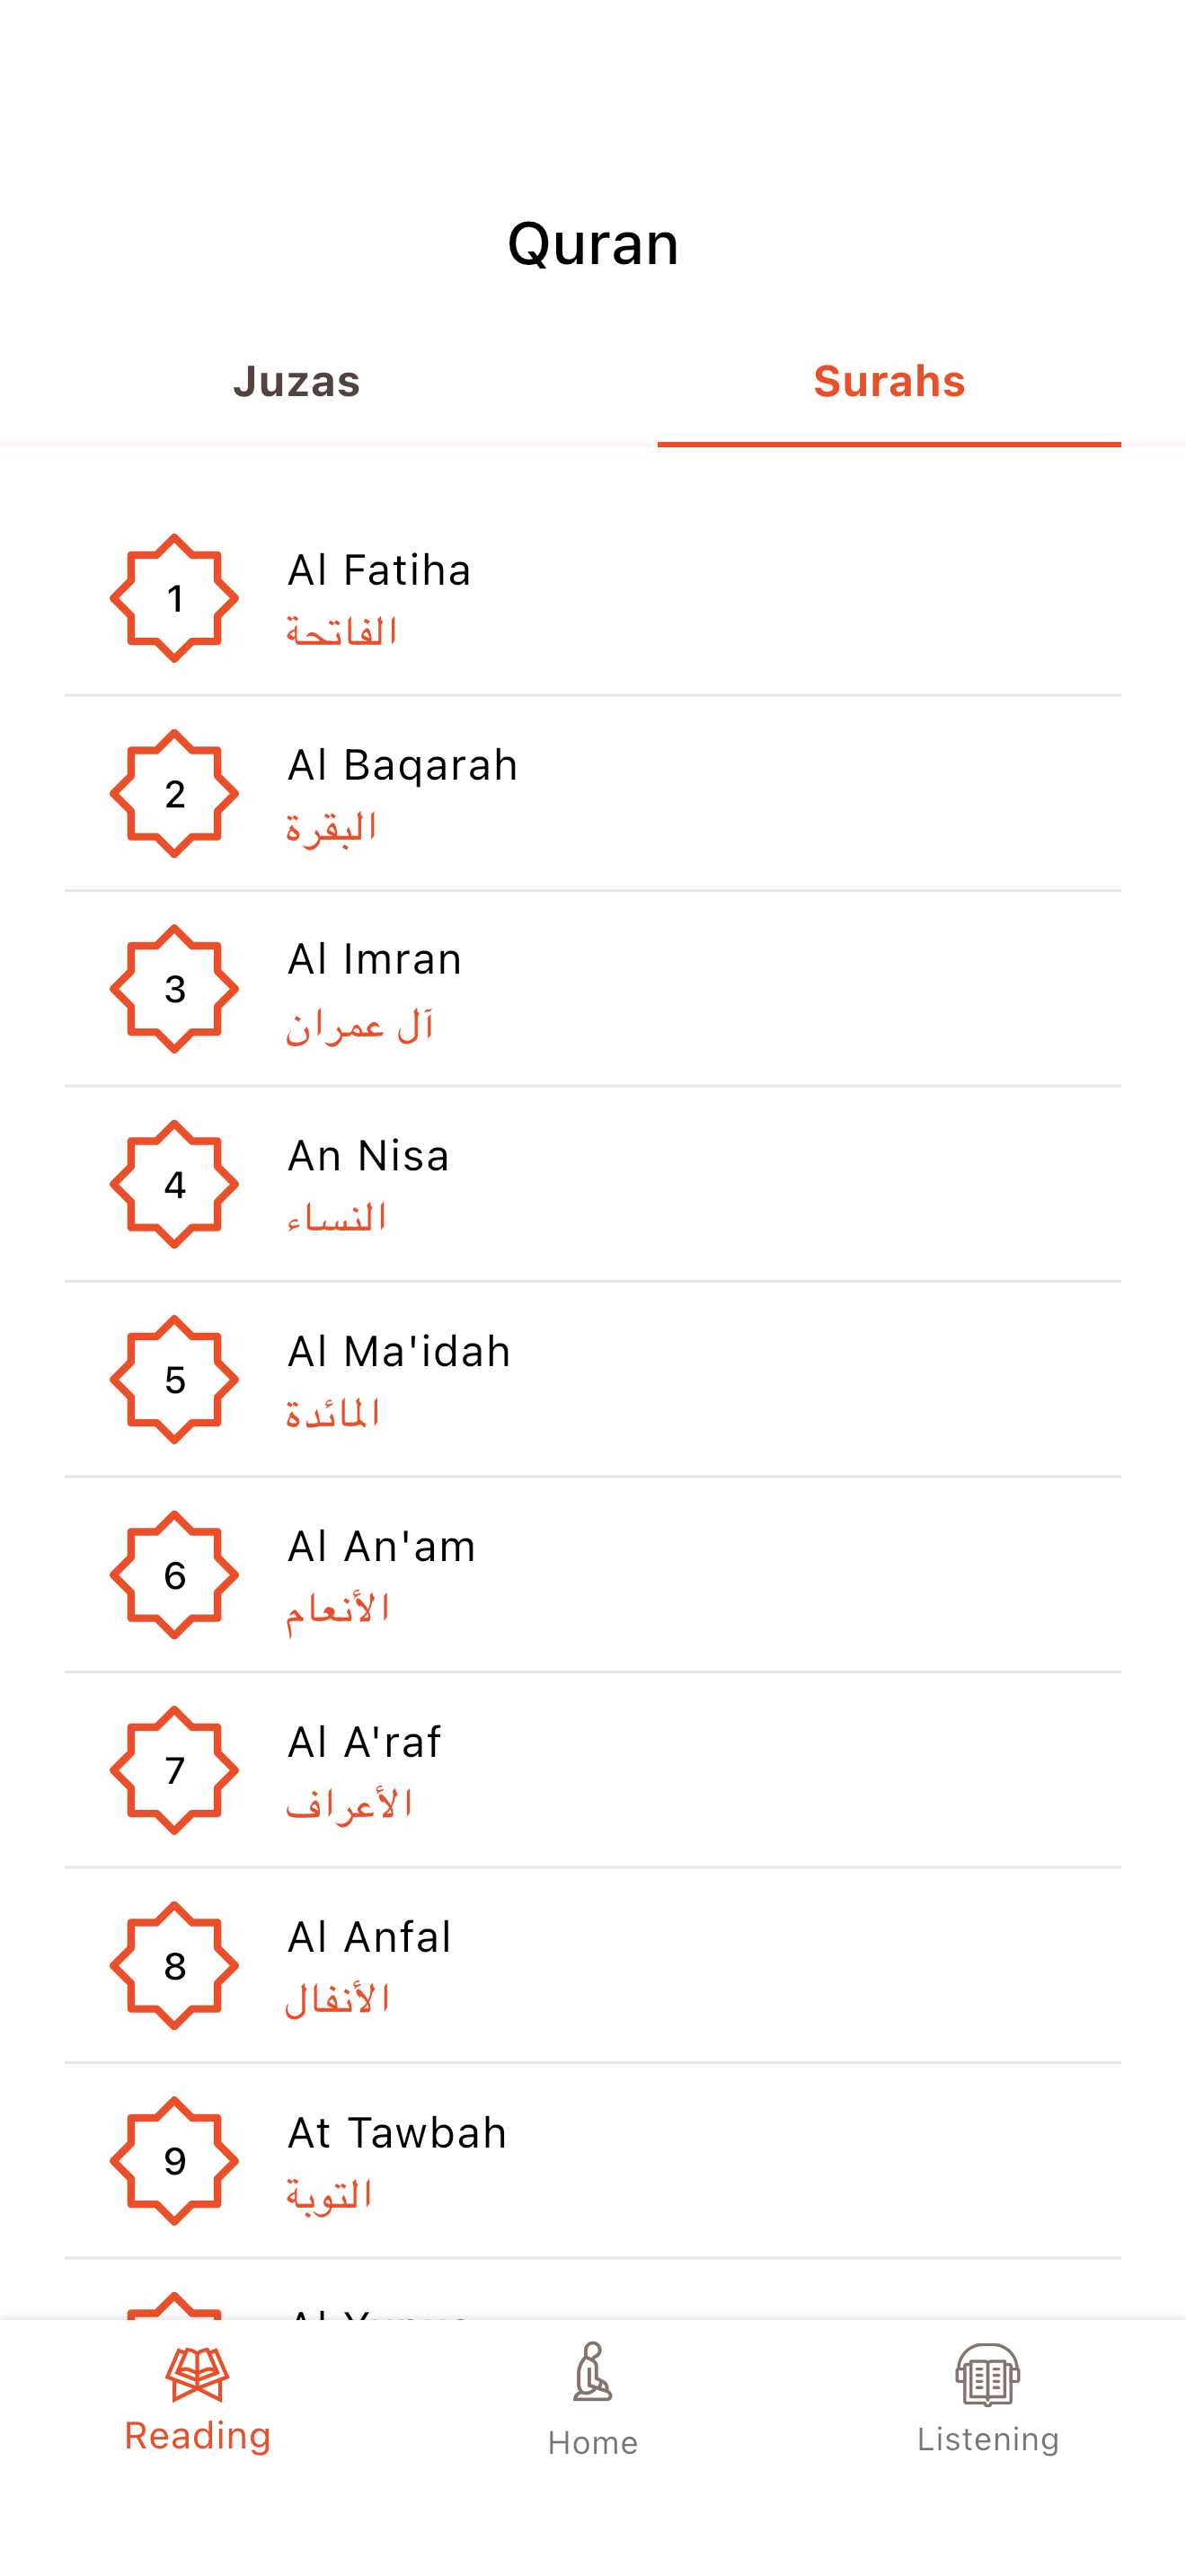 Quran
Juzas
Surahs
1
Al Fatiha
الفاتحة
2
Al Baqarah
البقرة
3
Al Imran
آل عمران
4
An Nisa
النساء
5
Al Ma'idah
المائدة
6
Al An'am
الأنعام
7
Al A'raf
الأعراف
8
Al Anfal
الأنفال
9
At Tawbah
التوبة
Reading
Home
Listening